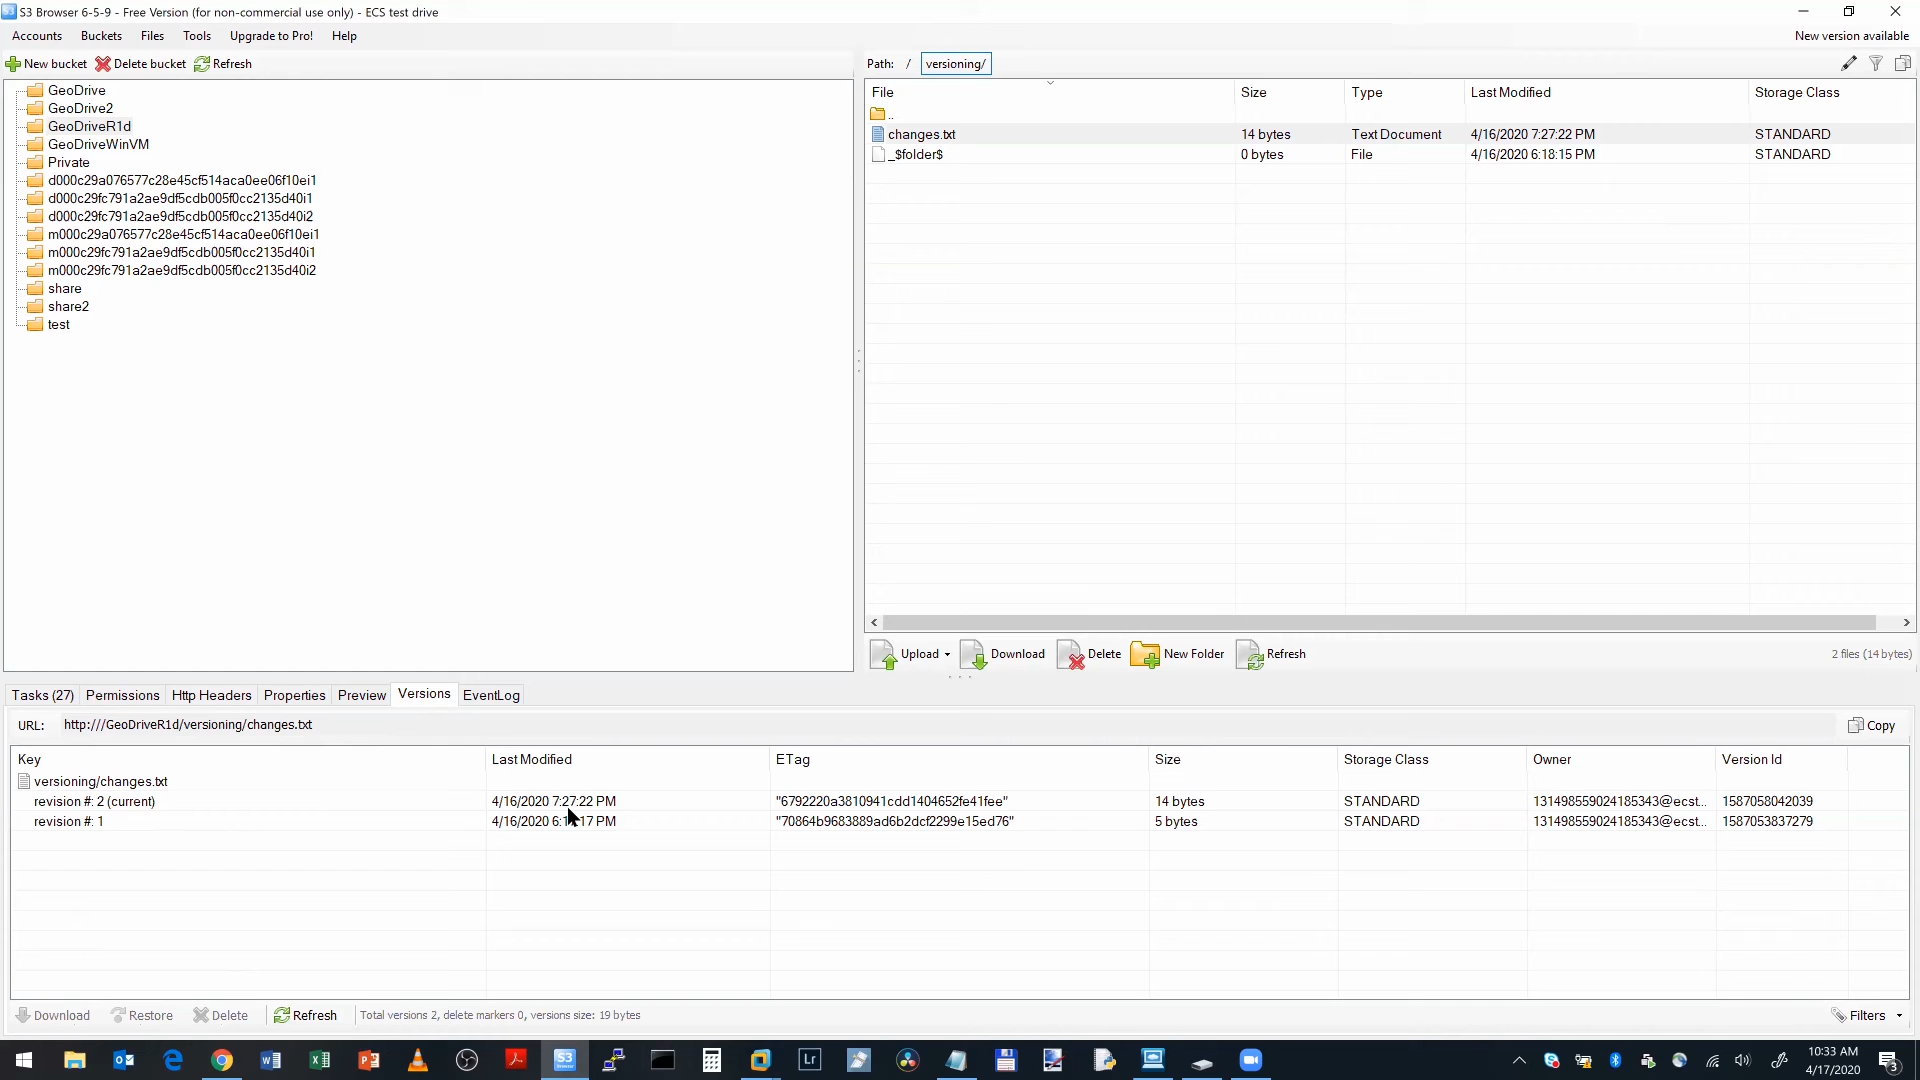 S3 Browser 6-5-9 - Free Version (for non-commercial use only) - ECS test drive
Accounts Buckets Files Tools Upgrade to Pro! Help New version available
New bucket Delete bucket Refresh
GeoDrive
GeoDrive2
GeoDriveR1d
GeoDriveWinVM
Private
d000c29a076577c28e45cf514aca0ee06f10ei1
d000c29fc791a2ae9df5cdb005f0cc2135d40i1
d000c29fc791a2ae9df5cdb005f0cc2135d40i2
m000c29a076577c28e45cf514aca0ee06f10ei1
m000c29fc791a2ae9df5cdb005f0cc2135d40i1
m000c29fc791a2ae9df5cdb005f0cc2135d40i2
share
share2
test
Path: / versioning/
File Size Type Last Modified Storage Class
..
changes.txt 14 bytes Text Document 4/16/2020 7:27:22 PM STANDARD
_$folder$ 0 bytes File 4/16/2020 6:18:15 PM STANDARD
Upload Download Delete New Folder Refresh 2 files (14 bytes)
Tasks (27) Permissions Http Headers Properties Preview Versions EventLog
URL: http:///GeoDriveR1d/versioning/changes.txt Copy
Key Last Modified ETag Size Storage Class Owner Version Id
versioning/changes.txt
revision #: 2 (current) 4/16/2020 7:27:22 PM "6792220a3810941cdd1404652fe41fee" 14 bytes STANDARD 131498559024185343@ecst... 1587058042039
revision #: 1 4/16/2020 PM "70864b9683889ad6b2dcf2299e15ed76" 5 bytes STANDARD 131498559024185343@ecst... 1587053837279
Download Restore Delete Refresh Total versions 2, delete markers 0, versions size: 19 bytes Filters
S3 Browser Lr 10:33 AM
4/17/2020 3